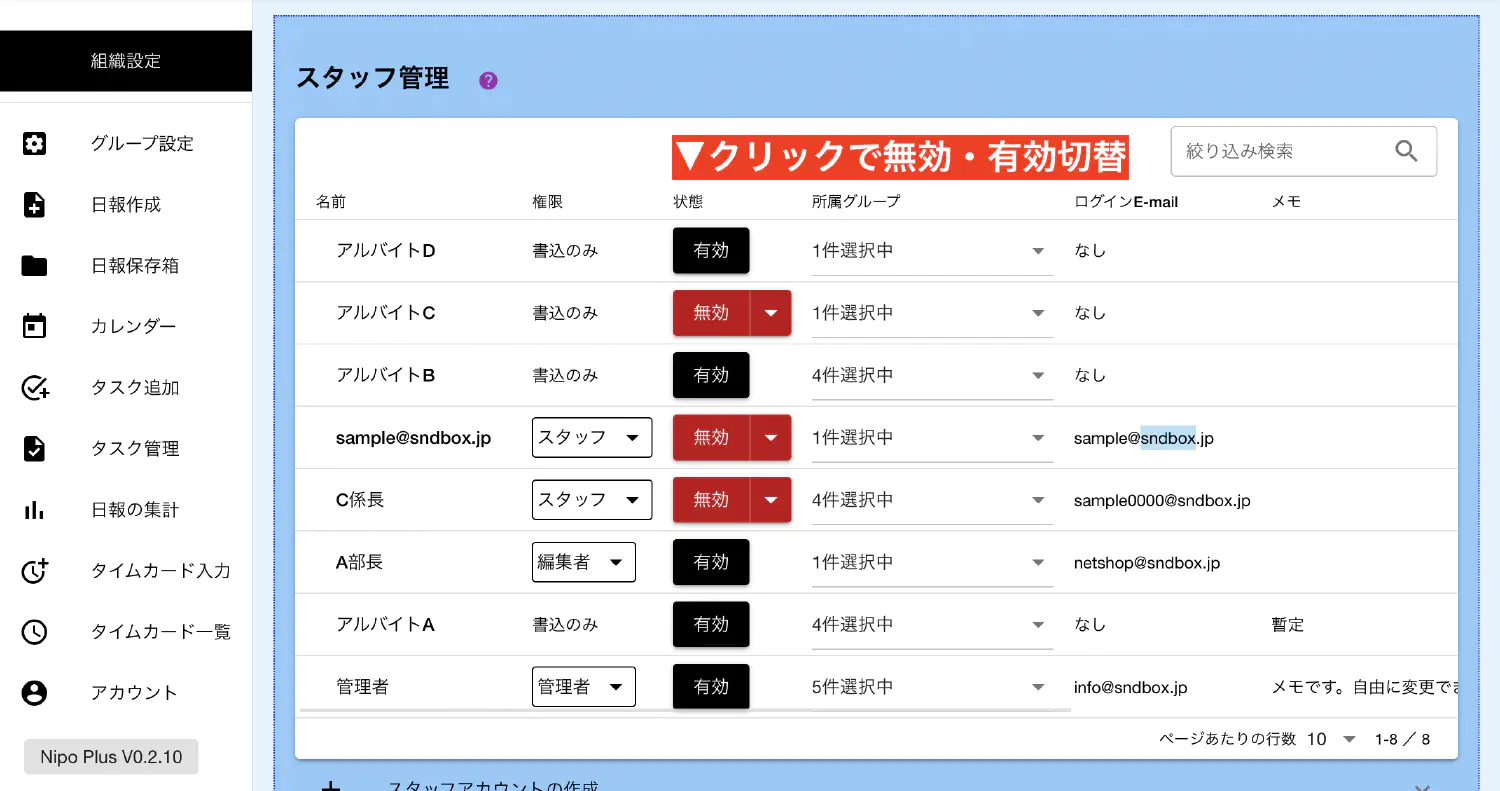 組織設定
グループ設定
日報作成
日報保存箱
カレンダー
タスク追加
タスク管理
日報の集計
タイムカード入力
タイムカード一覧
アカウント
Nipo Plus V0.2.10
スタッフ管理 ?
▼クリックで無効・有効切替
絞り込み検索
名前 権限 状態 所属グループ ログインE-mail メモ
アルバイトD 書込のみ 有効 1件選択中 なし
アルバイトC 書込のみ 無効 1件選択中 なし
アルバイトB 書込のみ 有効 4件選択中 なし
sample@sndbox.jp スタッフ 無効 1件選択中 sample@sndbox.jp
C係長 スタッフ 無効 4件選択中 sample0000@sndbox.jp
A部長 編集者 有効 1件選択中 netshop@sndbox.jp
アルバイトA 書込のみ 有効 4件選択中 なし 暫定
管理者 管理者 有効 5件選択中 info@sndbox.jp メモです。自由に変更でき
ページあたりの行数 10 1-8 / 8
スタッフアカウントの作成